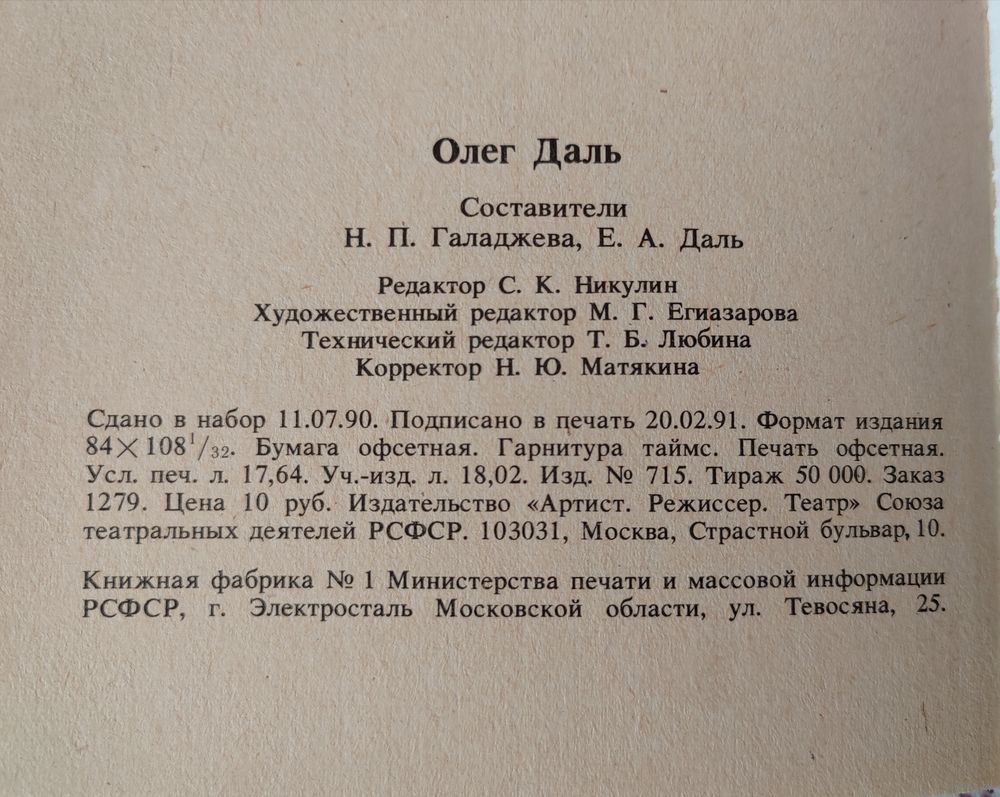 Олег Даль
Составители
Н. П. Галаджева, Е. А. Даль
Редактор С. К. Никулин
Художественный редактор М. Г. Егиазарова
Технический редактор Т. Б. Любина
Корректор Н. Ю. Матякина
Сдано в набор 11.07.90. Подписано в печать 20.02.91. Формат издания
84×108¹/₃₂. Бумага офсетная. Гарнитура таймс. Печать офсетная.
Усл. печ. л. 17,64. Уч.-изд. л. 18,02. Изд. № 715. Тираж 50 000. Заказ
1279. Цена 10 руб. Издательство «Артист. Режиссер. Театр» Союза
театральных деятелей РСФСР. 103031, Москва, Страстной бульвар, 10.
Книжная фабрика № 1 Министерства печати и массовой информации
РСФСР, г. Электросталь Московской области, ул. Тевосяна, 25.